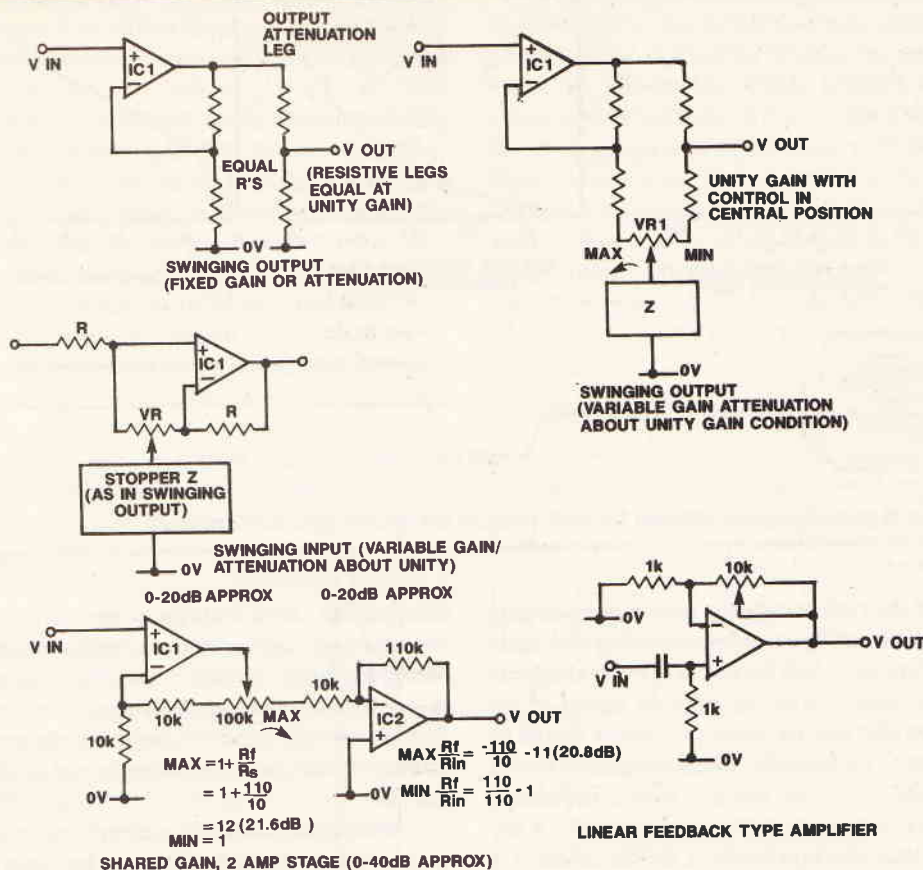 OUTPUT
ATTENUATION
LEG
V IN
+
IC1
−
EQUAL
R'S
V OUT
(RESISTIVE LEGS
EQUAL AT
UNITY GAIN)
0V
SWINGING OUTPUT
(FIXED GAIN OR ATTENUATION)
V IN
+
IC1
−
V OUT
UNITY GAIN WITH
CONTROL IN
CENTRAL POSITION
VR1
MAX
MIN
Z
0V
SWINGING OUTPUT
(VARIABLE GAIN ATTENUATION
ABOUT UNITY GAIN CONDITION)
R
+
IC1
−
VR
R
STOPPER Z
(AS IN SWINGING
OUTPUT)
0V
SWINGING INPUT (VARIABLE GAIN/
ATTENUATION ABOUT UNITY)
0-20dB APPROX
0-20dB APPROX
V IN
+
IC1
−
10k
10k
100k
MAX
10k
110k
−
IC2
+
V OUT
0V
0V
MAX = 1+ Rf/Rs
= 1+ 110/10
= 12 (21.6dB )
MIN = 1
MAX Rf/Rin = -110/10 -11 (20.8dB)
MIN Rf/Rin = 110/110 - 1
SHARED GAIN, 2 AMP STAGE (0-40dB APPROX)
1k
10k
0V
−
+
V OUT
V IN
1k
0V
LINEAR FEEDBACK TYPE AMPLIFIER